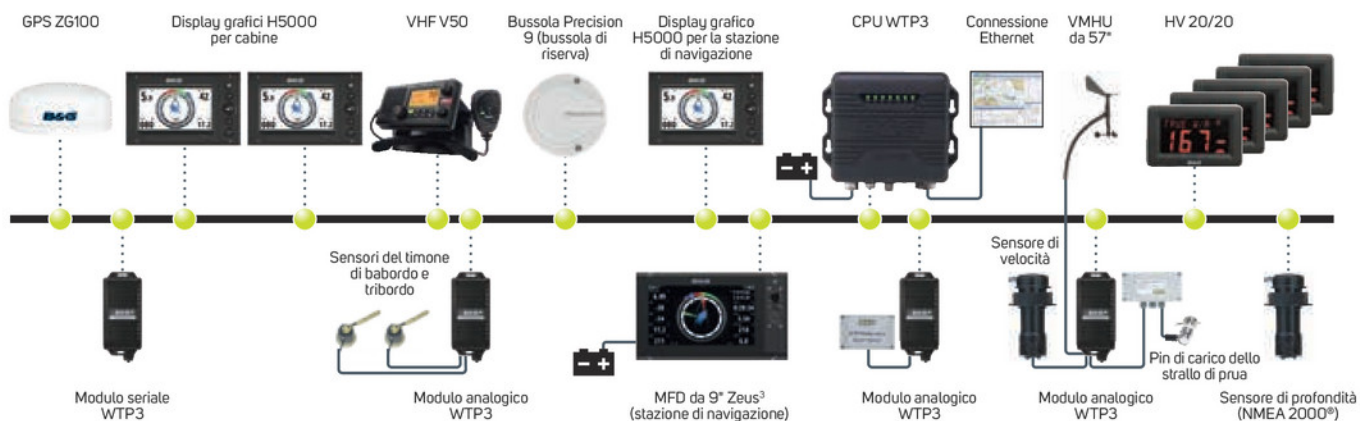 GPS ZG100
Display grafici H5000
per cabine
VHF V50
Bussola Precision
9 (bussola di
riserva)
Display grafico
H5000 per la stazione
di navigazione
CPU WTP3
Connessione
Ethernet
VMHU
da 57"
HV 20/20
B&G
167
Sensori del timone
di babordo e
tribordo
Sensore di
velocità
Pin di carico dello
strallo di prua
Modulo seriale
WTP3
Modulo analogico
WTP3
MFD da 9" Zeus³
(stazione di navigazione)
Modulo analogico
WTP3
Modulo analogico
WTP3
Sensore di profondità
(NMEA 2000®)